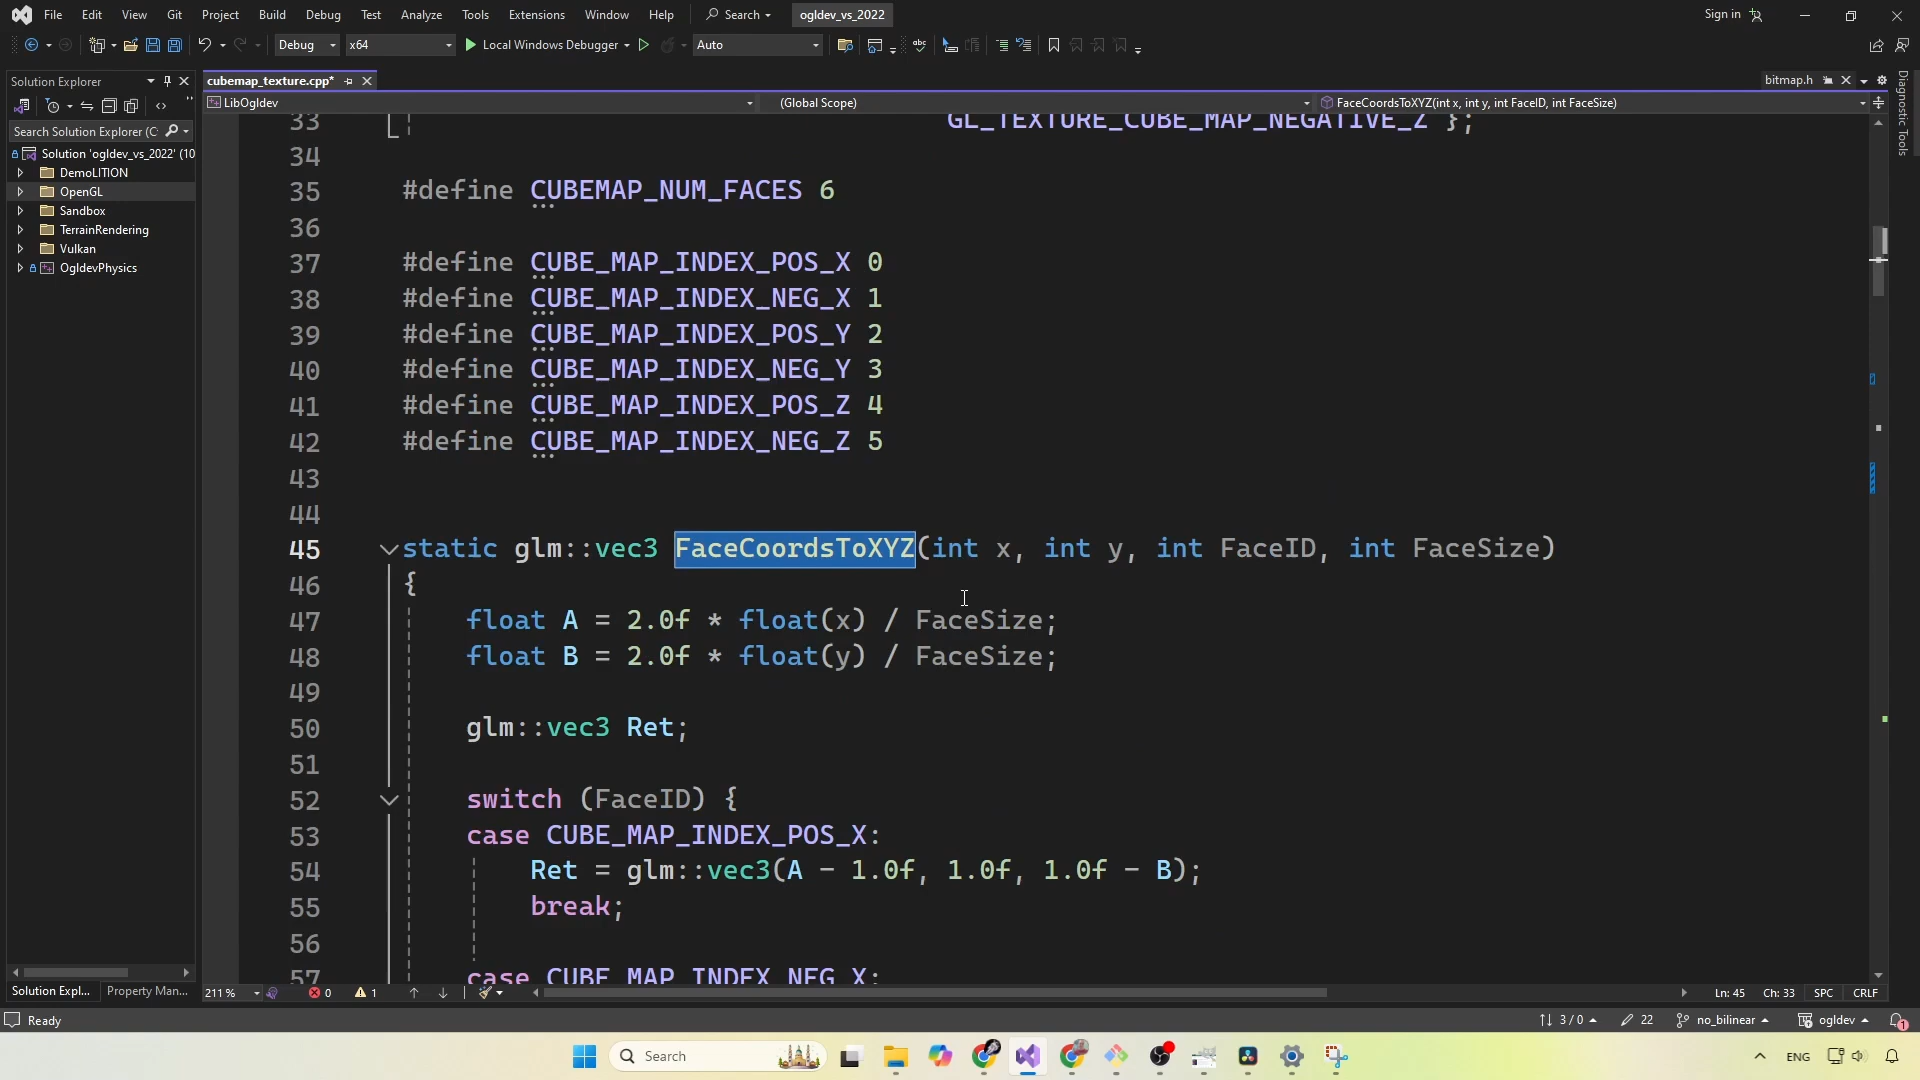 File Edit View Git Project Build Debug Test Analyze Tools Extensions Window Help Search ogldev_vs_2022 Sign in
Debug x64 Local Windows Debugger Auto
Solution Explorer
cubemap_texture.cpp*
bitmap.h
LibOgldev
(Global Scope)
FaceCoordsToXYZ(int x, int y, int FaceID, int FaceSize)
Search Solution Explorer (C
Solution 'ogldev_vs_2022' (10
DemoLITION
OpenGL
Sandbox
TerrainRendering
Vulkan
OgldevPhysics
Diagnostic Tools
33 GL_TEXTURE_CUBE_MAP_NEGATIVE_Z };
34
35 #define CUBEMAP_NUM_FACES 6
36
37 #define CUBE_MAP_INDEX_POS_X 0
38 #define CUBE_MAP_INDEX_NEG_X 1
39 #define CUBE_MAP_INDEX_POS_Y 2
40 #define CUBE_MAP_INDEX_NEG_Y 3
41 #define CUBE_MAP_INDEX_POS_Z 4
42 #define CUBE_MAP_INDEX_NEG_Z 5
43
44
45 static glm::vec3 FaceCoordsToXYZ(int x, int y, int FaceID, int FaceSize)
46 {
47 float A = 2.0f * float(x) / FaceSize;
48 float B = 2.0f * float(y) / FaceSize;
49
50 glm::vec3 Ret;
51
52 switch (FaceID) {
53 case CUBE_MAP_INDEX_POS_X:
54 Ret = glm::vec3(A - 1.0f, 1.0f, 1.0f - B);
55 break;
56
57 case CUBE_MAP_INDEX_NEG_X:
Solution Expl... Property Man...
211 % 0 1 Ln: 45 Ch: 33 SPC CRLF
Ready 3 / 0 22 no_bilinear ogldev 1
Search ENG